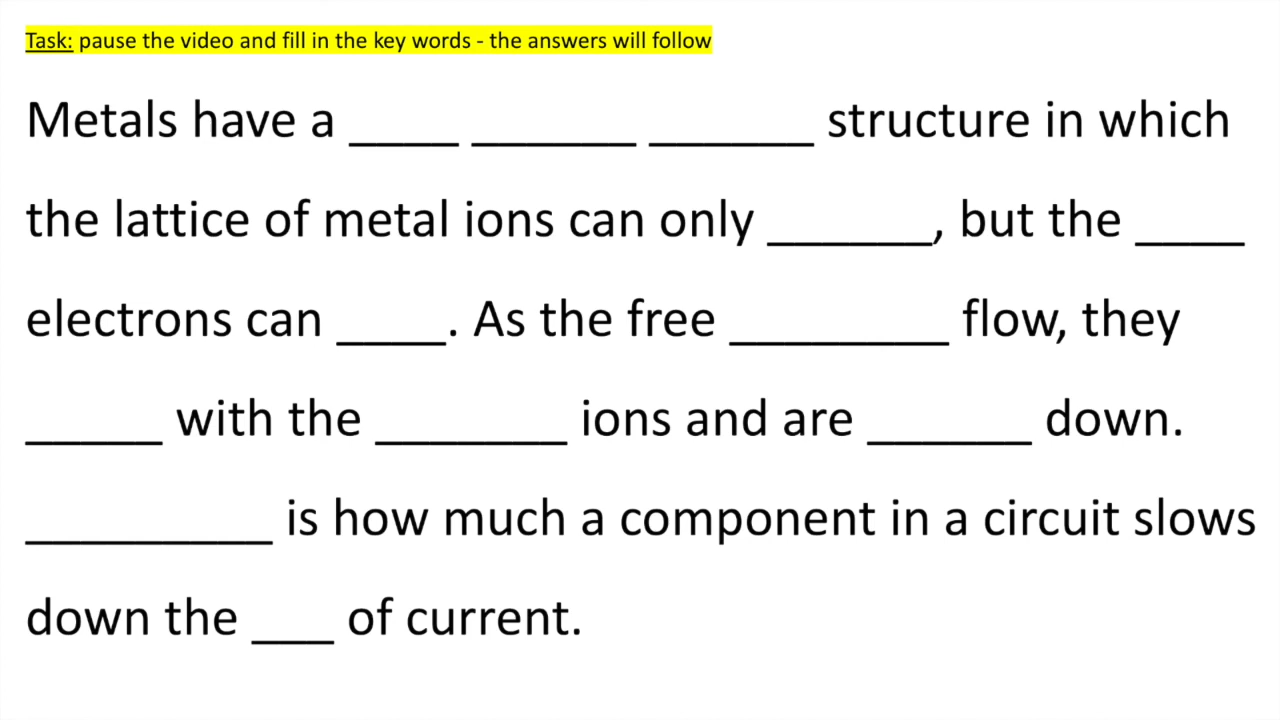 Task: pause the video and fill in the key words - the answers will follow
Metals have a ____ ______ ______ structure in which
the lattice of metal ions can only ______, but the ____
electrons can ____. As the free ________ flow, they
_____ with the _______ ions and are ______ down.
_________ is how much a component in a circuit slows
down the ___ of current.